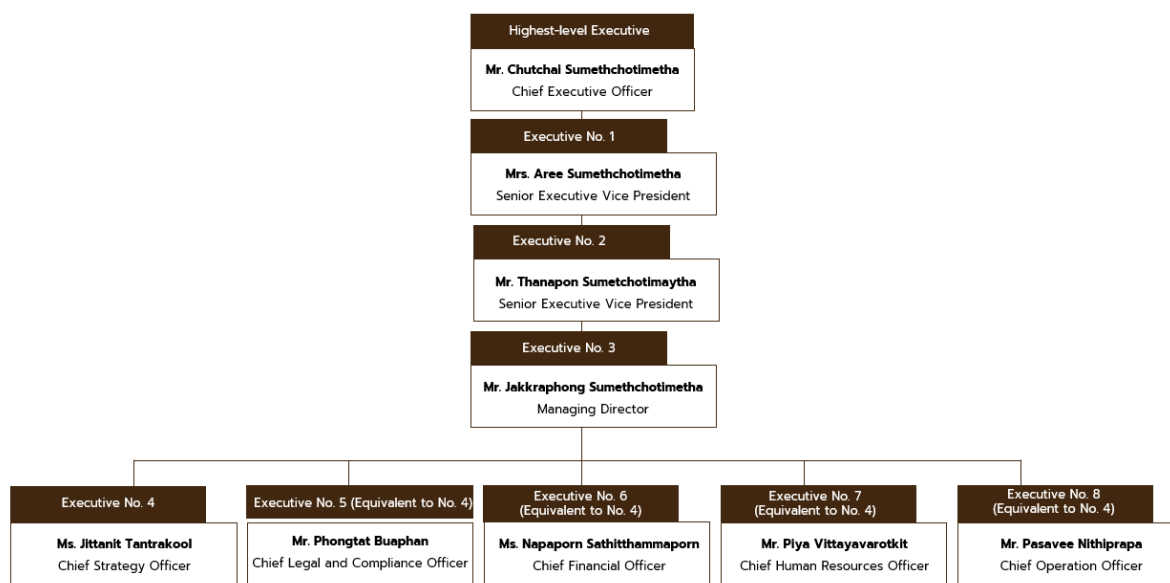 Highest-level Executive
Mr. Chutchai Sumethchotimetha
Chief Executive Officer
Executive No. 1
Mrs. Aree Sumethchotimetha
Senior Executive Vice President
Executive No. 2
Mr. Thanapon Sumetchotimaytha
Senior Executive Vice President
Executive No. 3
Mr. Jakkraphong Sumethchotimetha
Managing Director
Executive No. 4
Ms. Jittanit Tantrakool
Chief Strategy Officer
Executive No. 5 (Equivalent to No. 4)
Mr. Phongtat Buaphan
Chief Legal and Compliance Officer
Executive No. 6
(Equivalent to No. 4)
Ms. Napaporn Sathitthammaporn
Chief Financial Officer
Executive No. 7
(Equivalent to No. 4)
Mr. Piya Vittayavarotkit
Chief Human Resources Officer
Executive No. 8
(Equivalent to No. 4)
Mr. Pasavee Nithiprapa
Chief Operation Officer